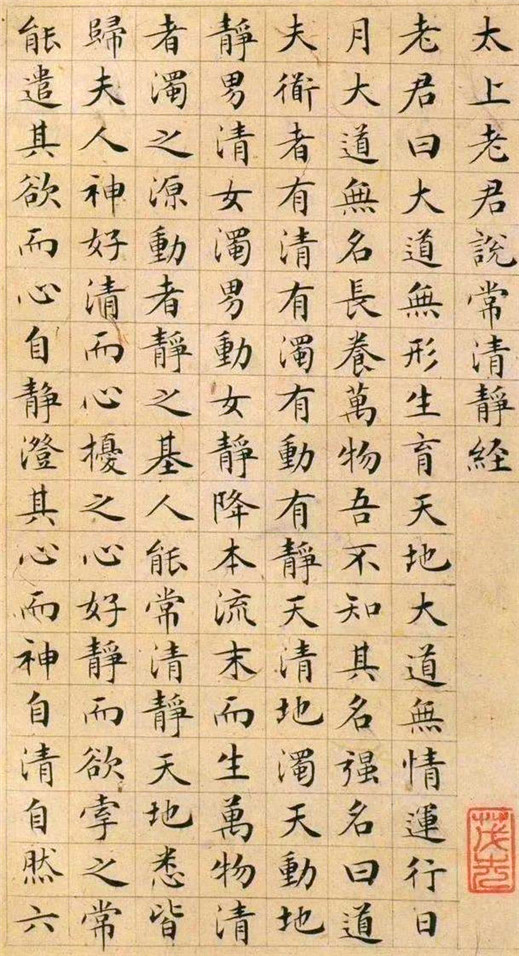 太上老君說常清靜経
老君曰大道無形生育天地大道無情運行日
月大道無名長養萬物吾不知其名强名曰道
夫衜者有清有濁有動有靜天清地濁天動地
靜男清女濁男動女靜降本流末而生萬物清
者濁之源動者靜之基人能常清靜天地悉皆
歸夫人神好清而心擾之心好靜而欲牽之常
能遣其欲而心自静澄其心而神自清自然六